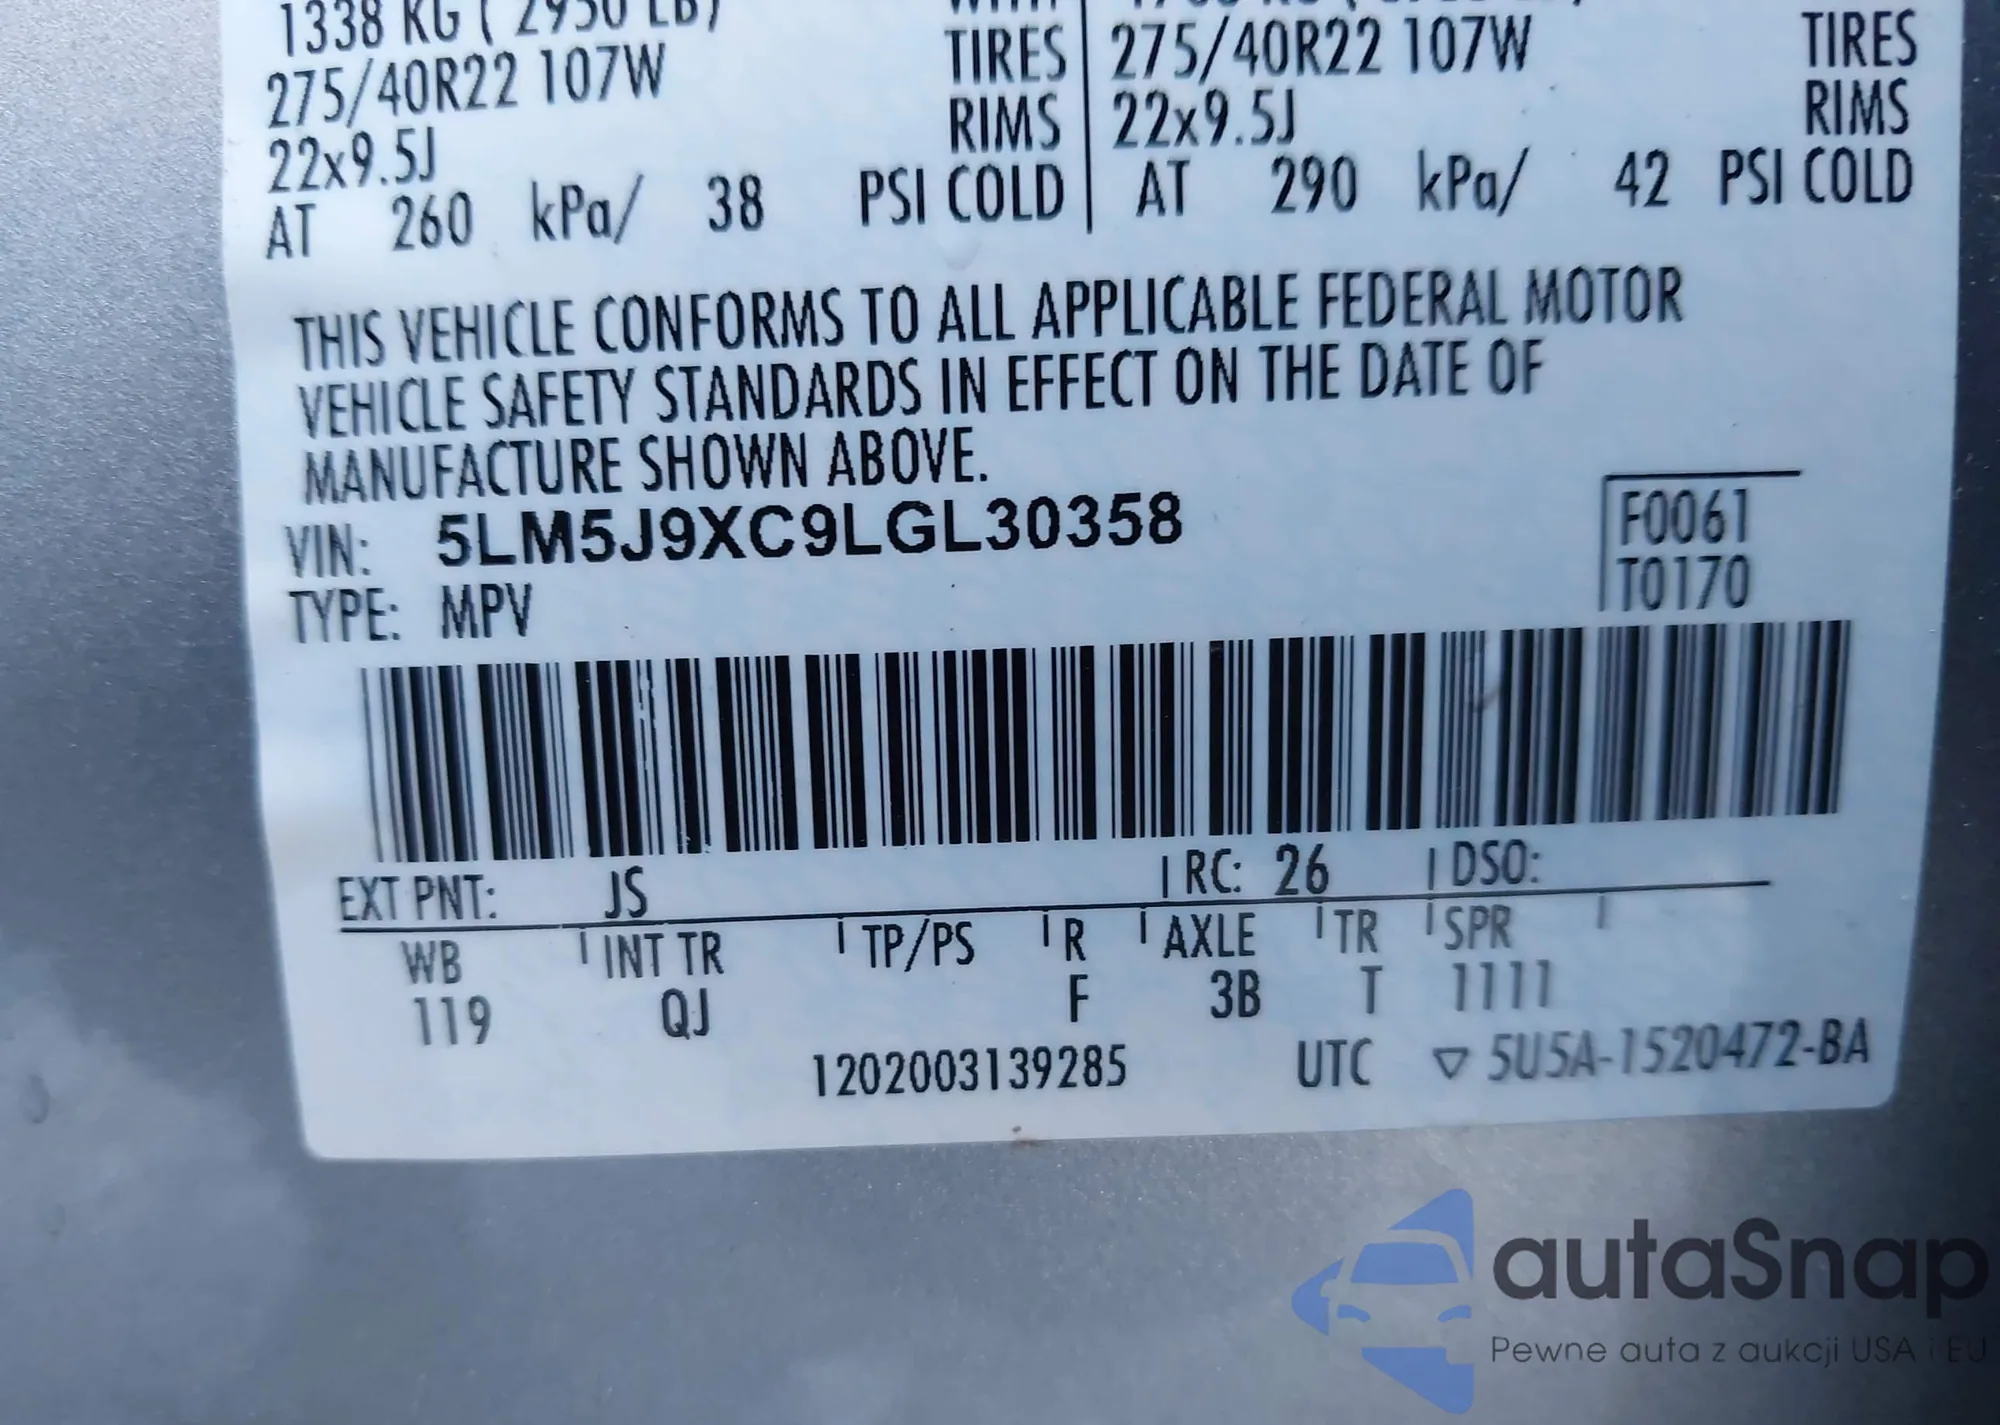 1338 KG ( 2950 LB)
275/40R22 107W TIRES 275/40R22 107W TIRES
22x9.5J RIMS 22x9.5J RIMS
AT 260 kPa/ 38 PSI COLD AT 290 kPa/ 42 PSI COLD
THIS VEHICLE CONFORMS TO ALL APPLICABLE FEDERAL MOTOR
VEHICLE SAFETY STANDARDS IN EFFECT ON THE DATE OF
MANUFACTURE SHOWN ABOVE.
VIN: 5LM5J9XC9LGL30358 F0061
TYPE: MPV T0170
EXT PNT: JS RC: 26 DSO:
WB INT TR TP/PS R AXLE TR SPR
119 QJ F 3B T 1111
1202003139285 UTC ▽ 5U5A-1520472-BA
autaSnap
Pewne auta z aukcji USA i EU